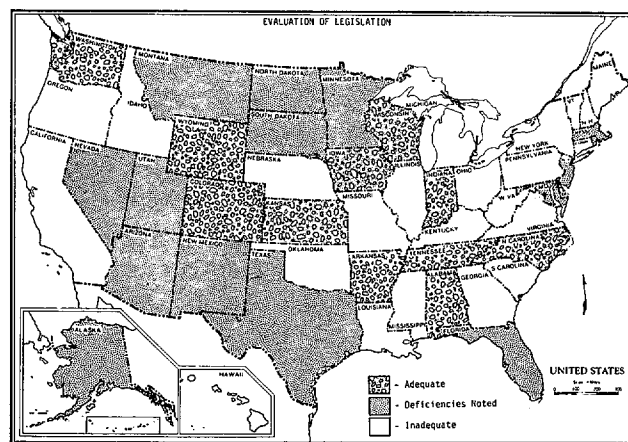 EVALUATION OF LEGISLATION
WASHINGTON
MONTANA
NORTH DAKOTA
MINNESOTA
MAINE
OREGON
IDAHO
WYOMING
SOUTH DAKOTA
WISCONSIN
MICHIGAN
VT
NEW YORK
CALIFORNIA
NEVADA
UTAH
COLORADO
NEBRASKA
IOWA
ILLINOIS
INDIANA
OHIO
PENNSYLVANIA
KANSAS
MISSOURI
W. VA
VIRGINIA
KENTUCKY
ARIZONA
NEW MEXICO
OKLAHOMA
ARKANSAS
TENNESSEE
N CAROLINA
S CAROLINA
TEXAS
LOUISIANA
MISSISSIPPI
ALABAMA
GEORGIA
FLORIDA
ALASKA
HAWAII
- Adequate
- Deficiencies Noted
- Inadequate
UNITED STATES